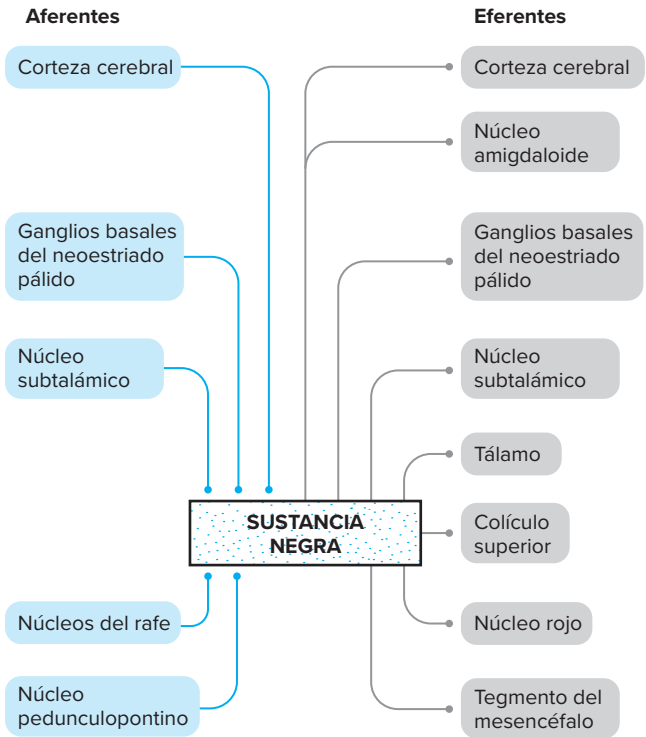 Aferentes
Corteza cerebral
Ganglios basales
del neoestriado
pálido
Núcleo
subtalámico
Núcleos del rafe
Núcleo
pedunculopontino
SUSTANCIA
NEGRA
Eferentes
Corteza cerebral
Núcleo
amigdaloide
Ganglios basales
del neoestriado
pálido
Núcleo
subtalámico
Tálamo
Colículo
superior
Núcleo rojo
Tegmento del
mesencéfalo